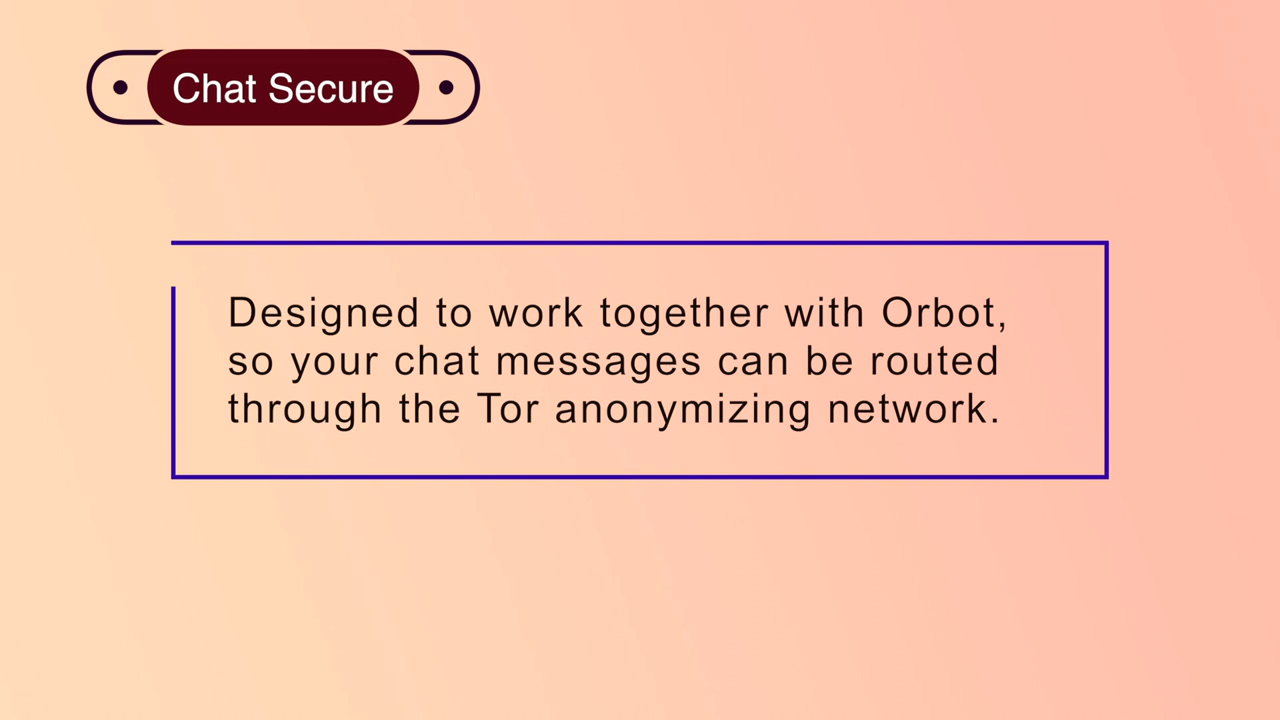 Chat Secure
Designed to work together with Orbot,
so your chat messages can be routed
through the Tor anonymizing network.